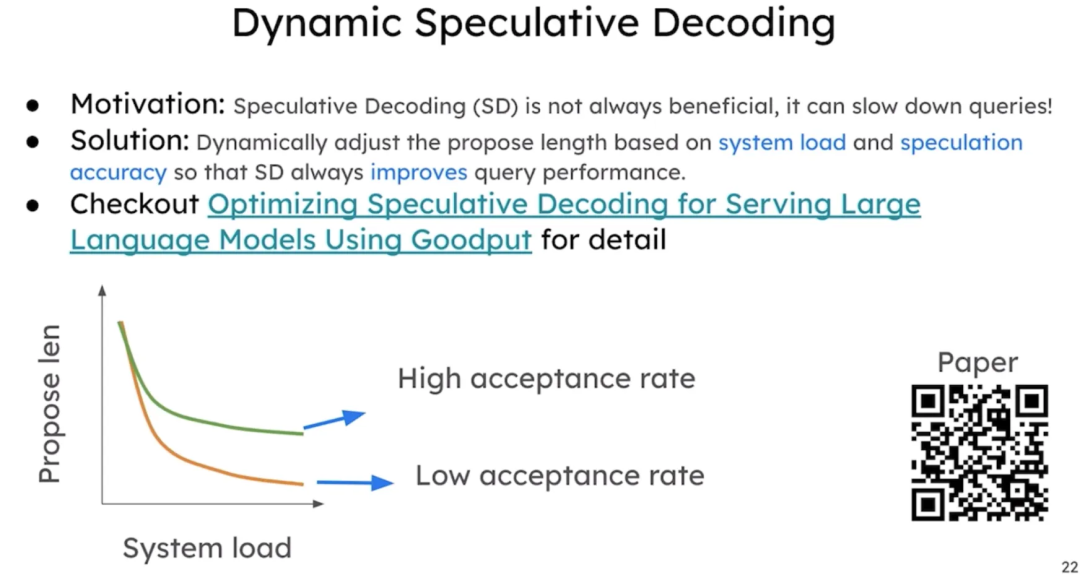 Dynamic Speculative Decoding
● Motivation: Speculative Decoding (SD) is not always beneficial, it can slow down queries!
● Solution: Dynamically adjust the propose length based on system load and speculation
accuracy so that SD always improves query performance.
● Checkout Optimizing Speculative Decoding for Serving Large
Language Models Using Goodput for detail
Propose len
High acceptance rate
Low acceptance rate
System load
Paper
22